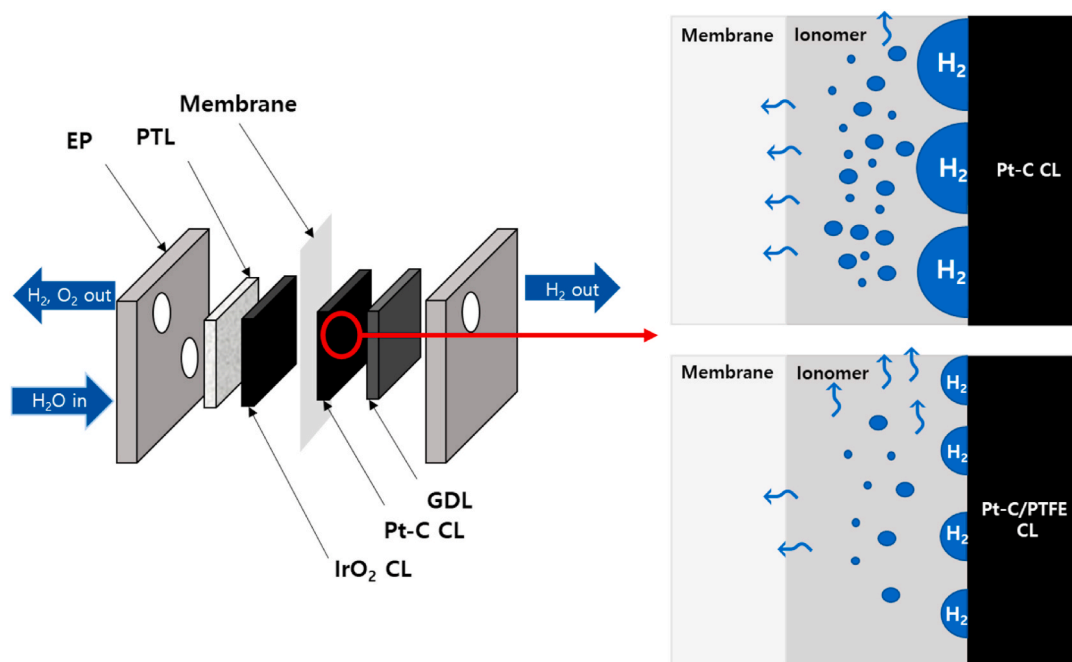 Membrane
PTL
EP
H₂, O₂ out
H₂O in
H₂ out
GDL
Pt-C CL
IrO₂ CL
Membrane
Ionomer
H₂
H₂
H₂
Pt-C CL
Membrane
Ionomer
H₂
H₂
H₂
H₂
Pt-C/PTFE
CL